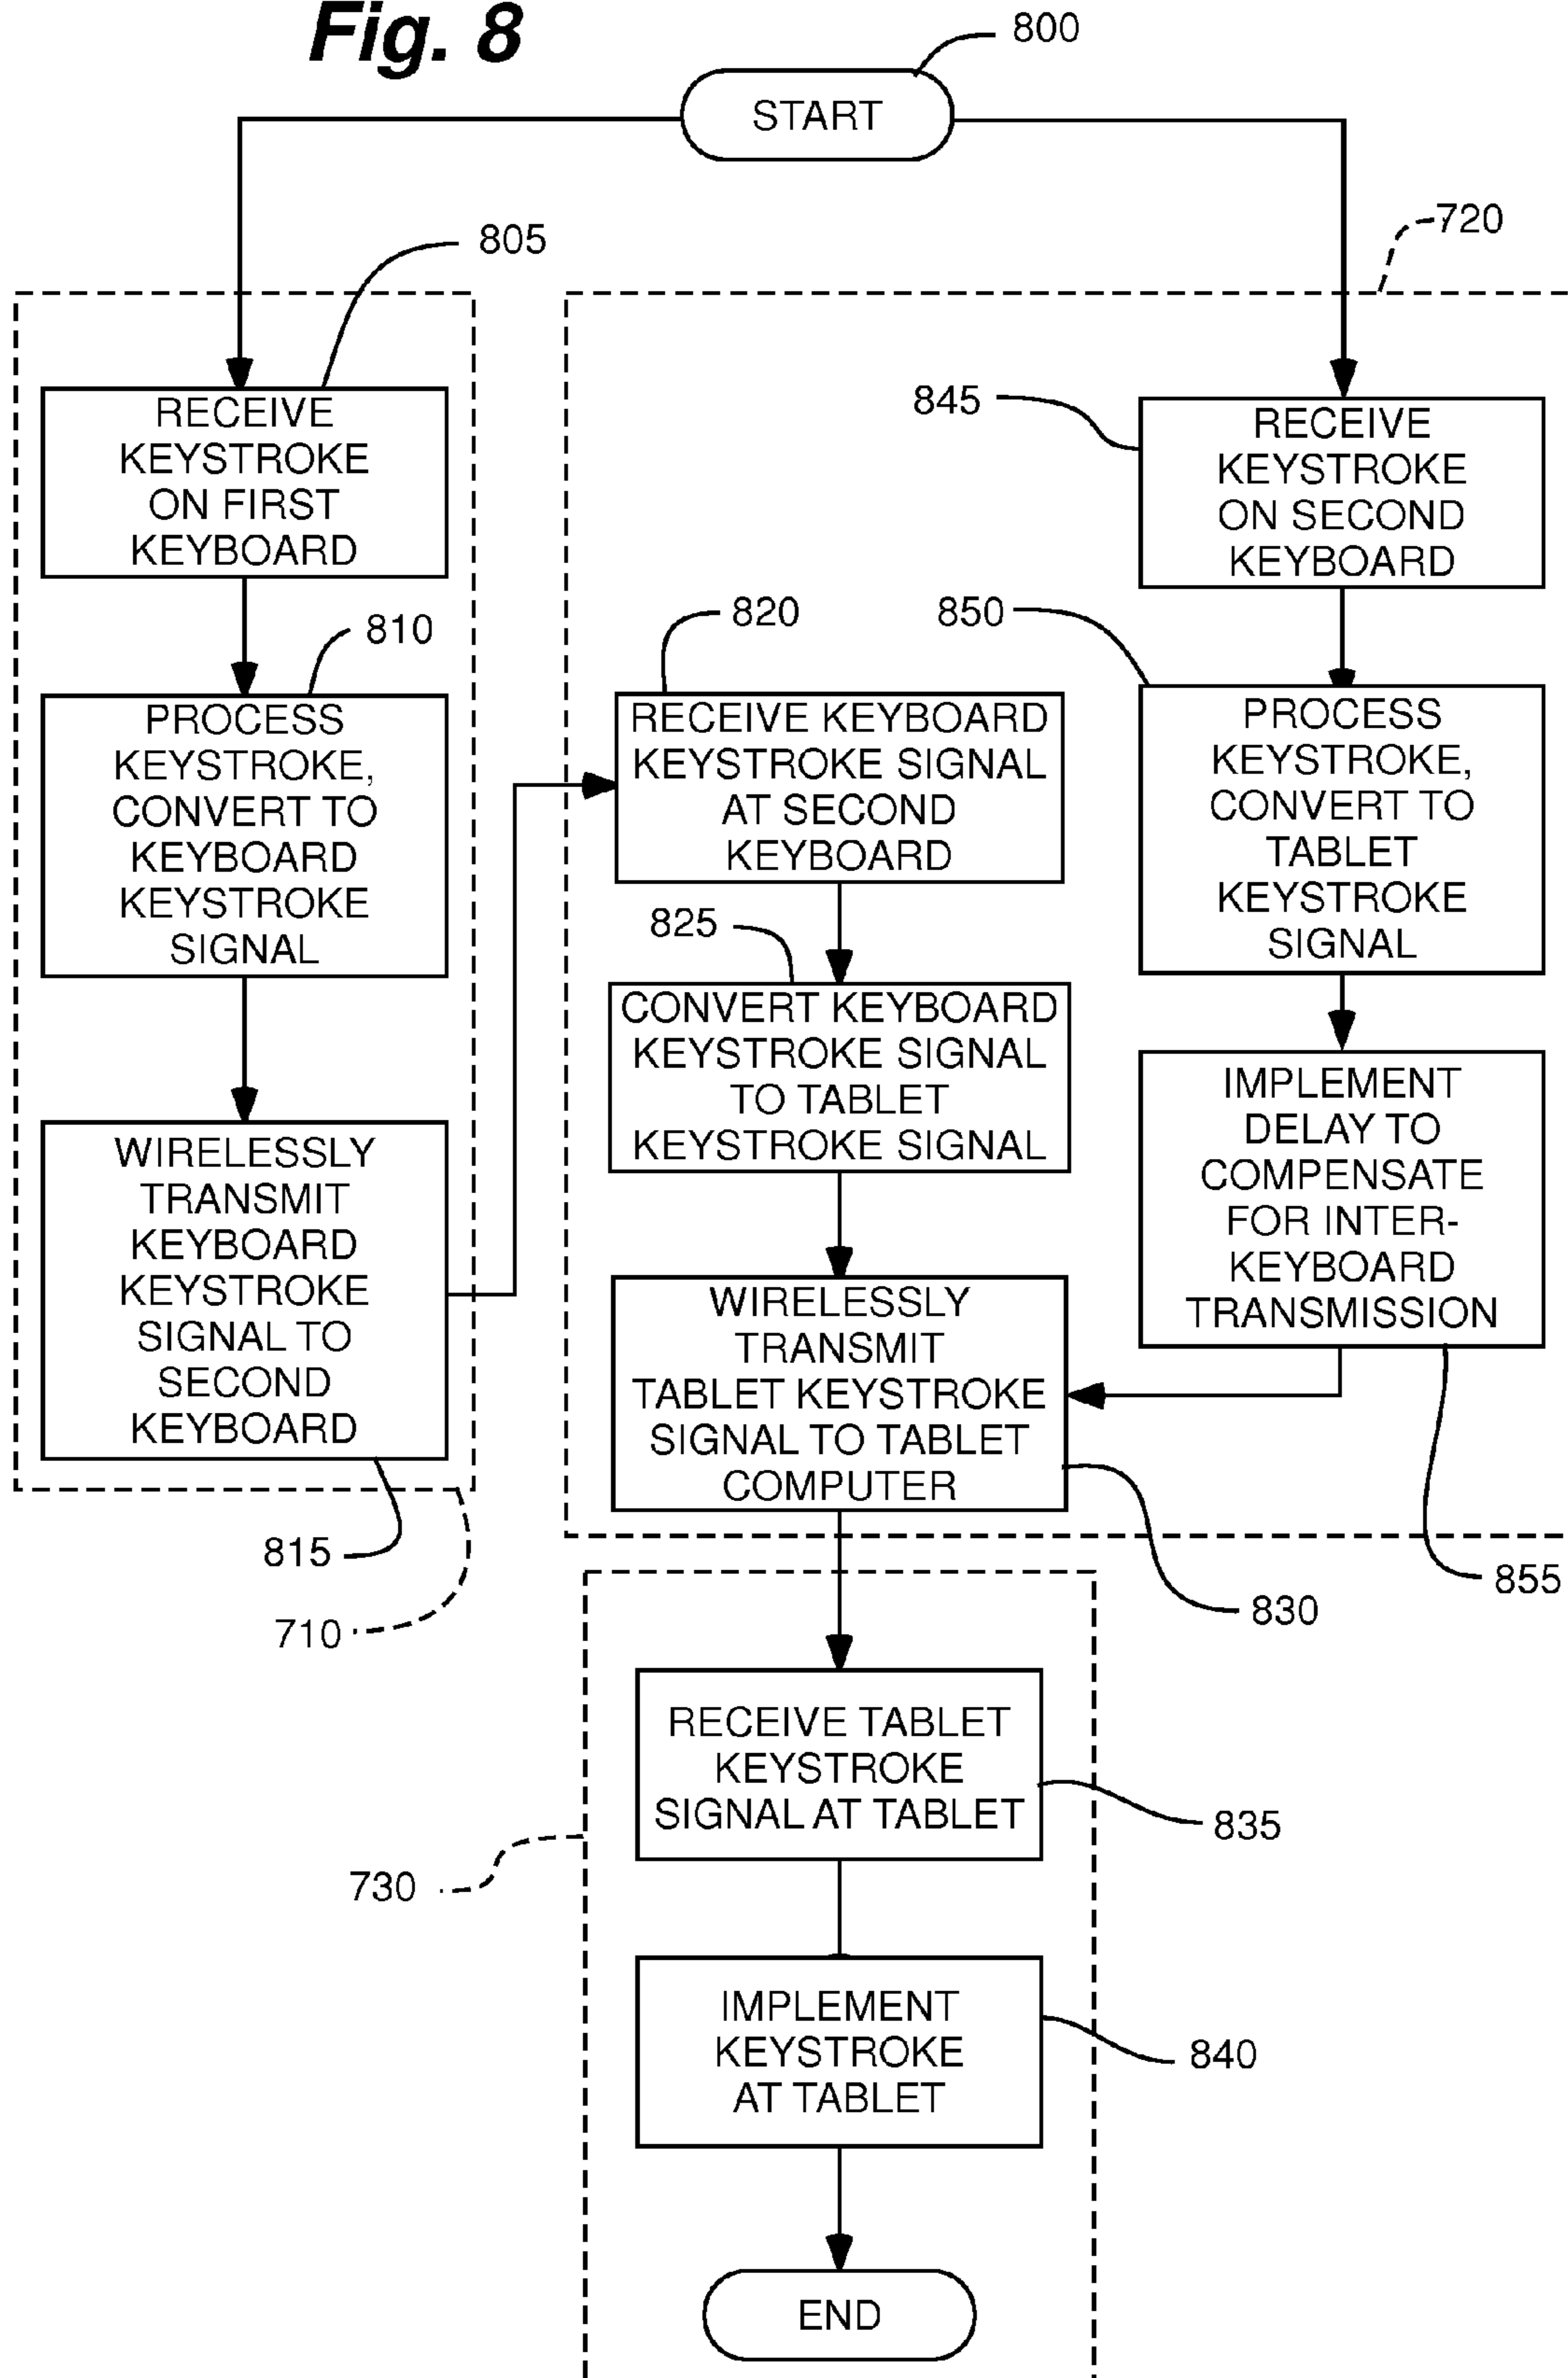 Fig. 8
800
START
720
805
RECEIVE
KEYSTROKE
ON FIRST
KEYBOARD
810
PROCESS
KEYSTROKE,
CONVERT TO
KEYBOARD
KEYSTROKE
SIGNAL
WIRELESSLY
TRANSMIT
KEYBOARD
KEYSTROKE
SIGNAL TO
SECOND
KEYBOARD
815
710
820
RECEIVE KEYBOARD
KEYSTROKE SIGNAL
AT SECOND
KEYBOARD
825
CONVERT KEYBOARD
KEYSTROKE SIGNAL
TO TABLET
KEYSTROKE SIGNAL
WIRELESSLY
TRANSMIT
TABLET KEYSTROKE
SIGNAL TO TABLET
COMPUTER
830
845
RECEIVE
KEYSTROKE
ON SECOND
KEYBOARD
850
PROCESS
KEYSTROKE,
CONVERT TO
TABLET
KEYSTROKE
SIGNAL
IMPLEMENT
DELAY TO
COMPENSATE
FOR INTER-
KEYBOARD
TRANSMISSION
855
RECEIVE TABLET
KEYSTROKE
SIGNAL AT TABLET
835
730
IMPLEMENT
KEYSTROKE
AT TABLET
840
END